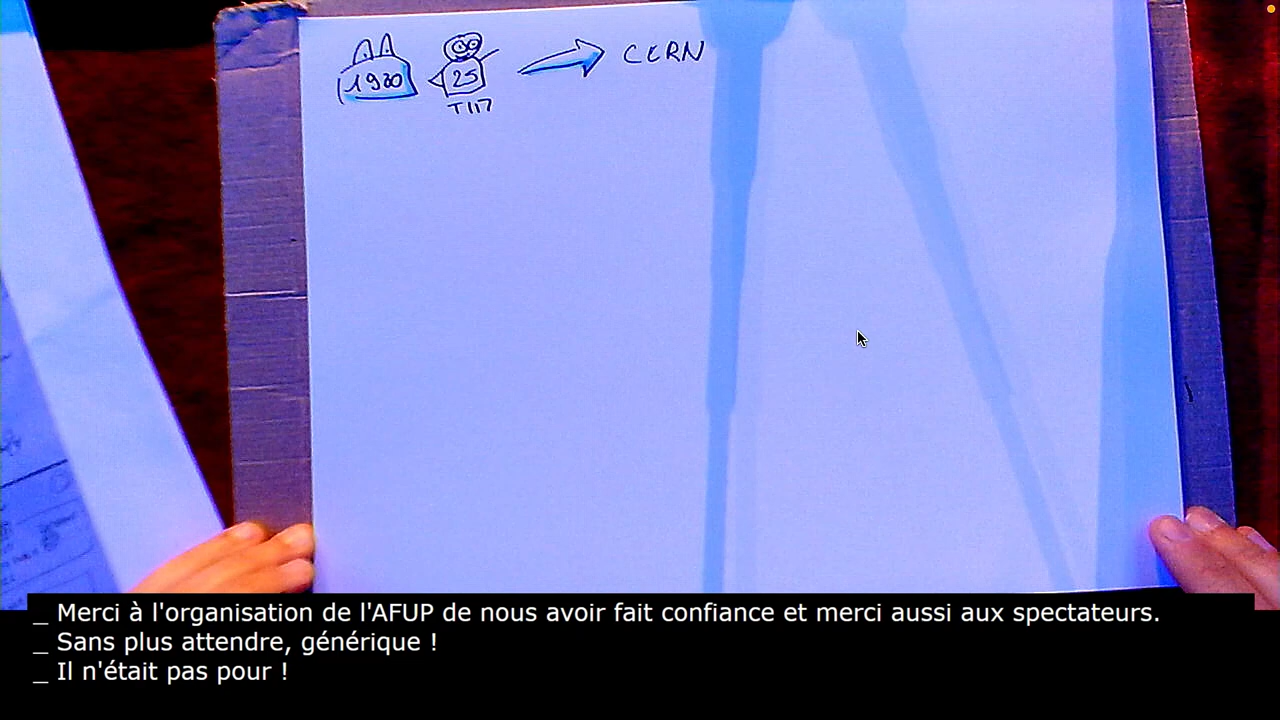 1930 25 CERN
T117
_ Merci à l'organisation de l'AFUP de nous avoir fait confiance et merci aussi aux spectateurs.
_ Sans plus attendre, générique !
_ Il n'était pas pour !